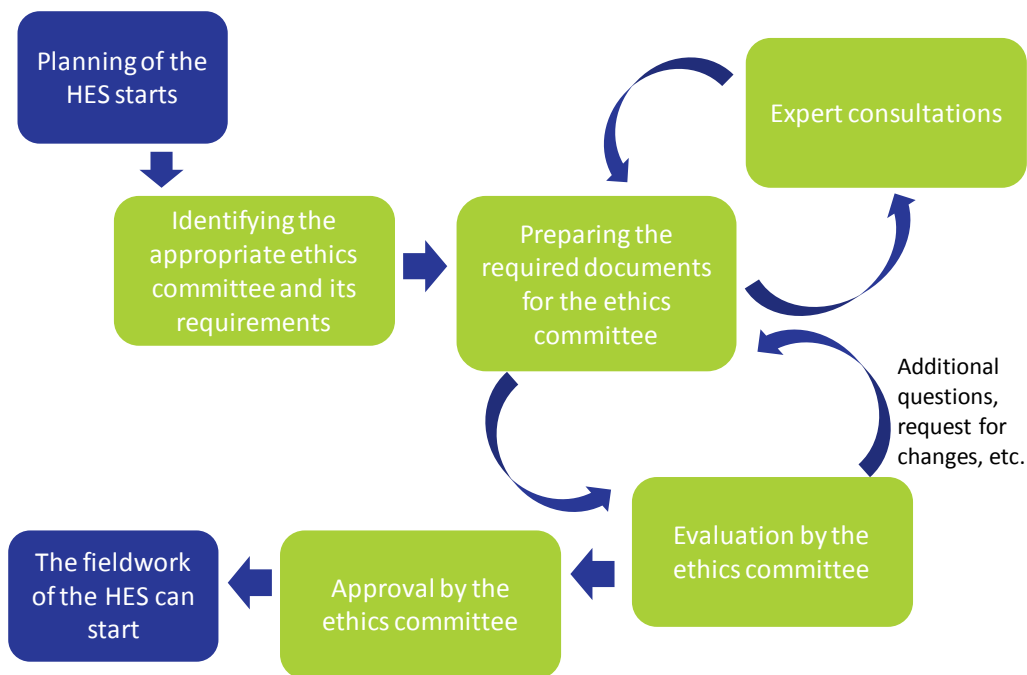 Planning of the
HES starts
Expert consultations
Identifying the
appropriate ethics
committee and its
requirements
Preparing the
required documents
for the ethics
committee
Additional
questions,
request for
changes, etc.
Evaluation by the
ethics committee
Approval by the
ethics committee
The fieldwork
of the HES can
start